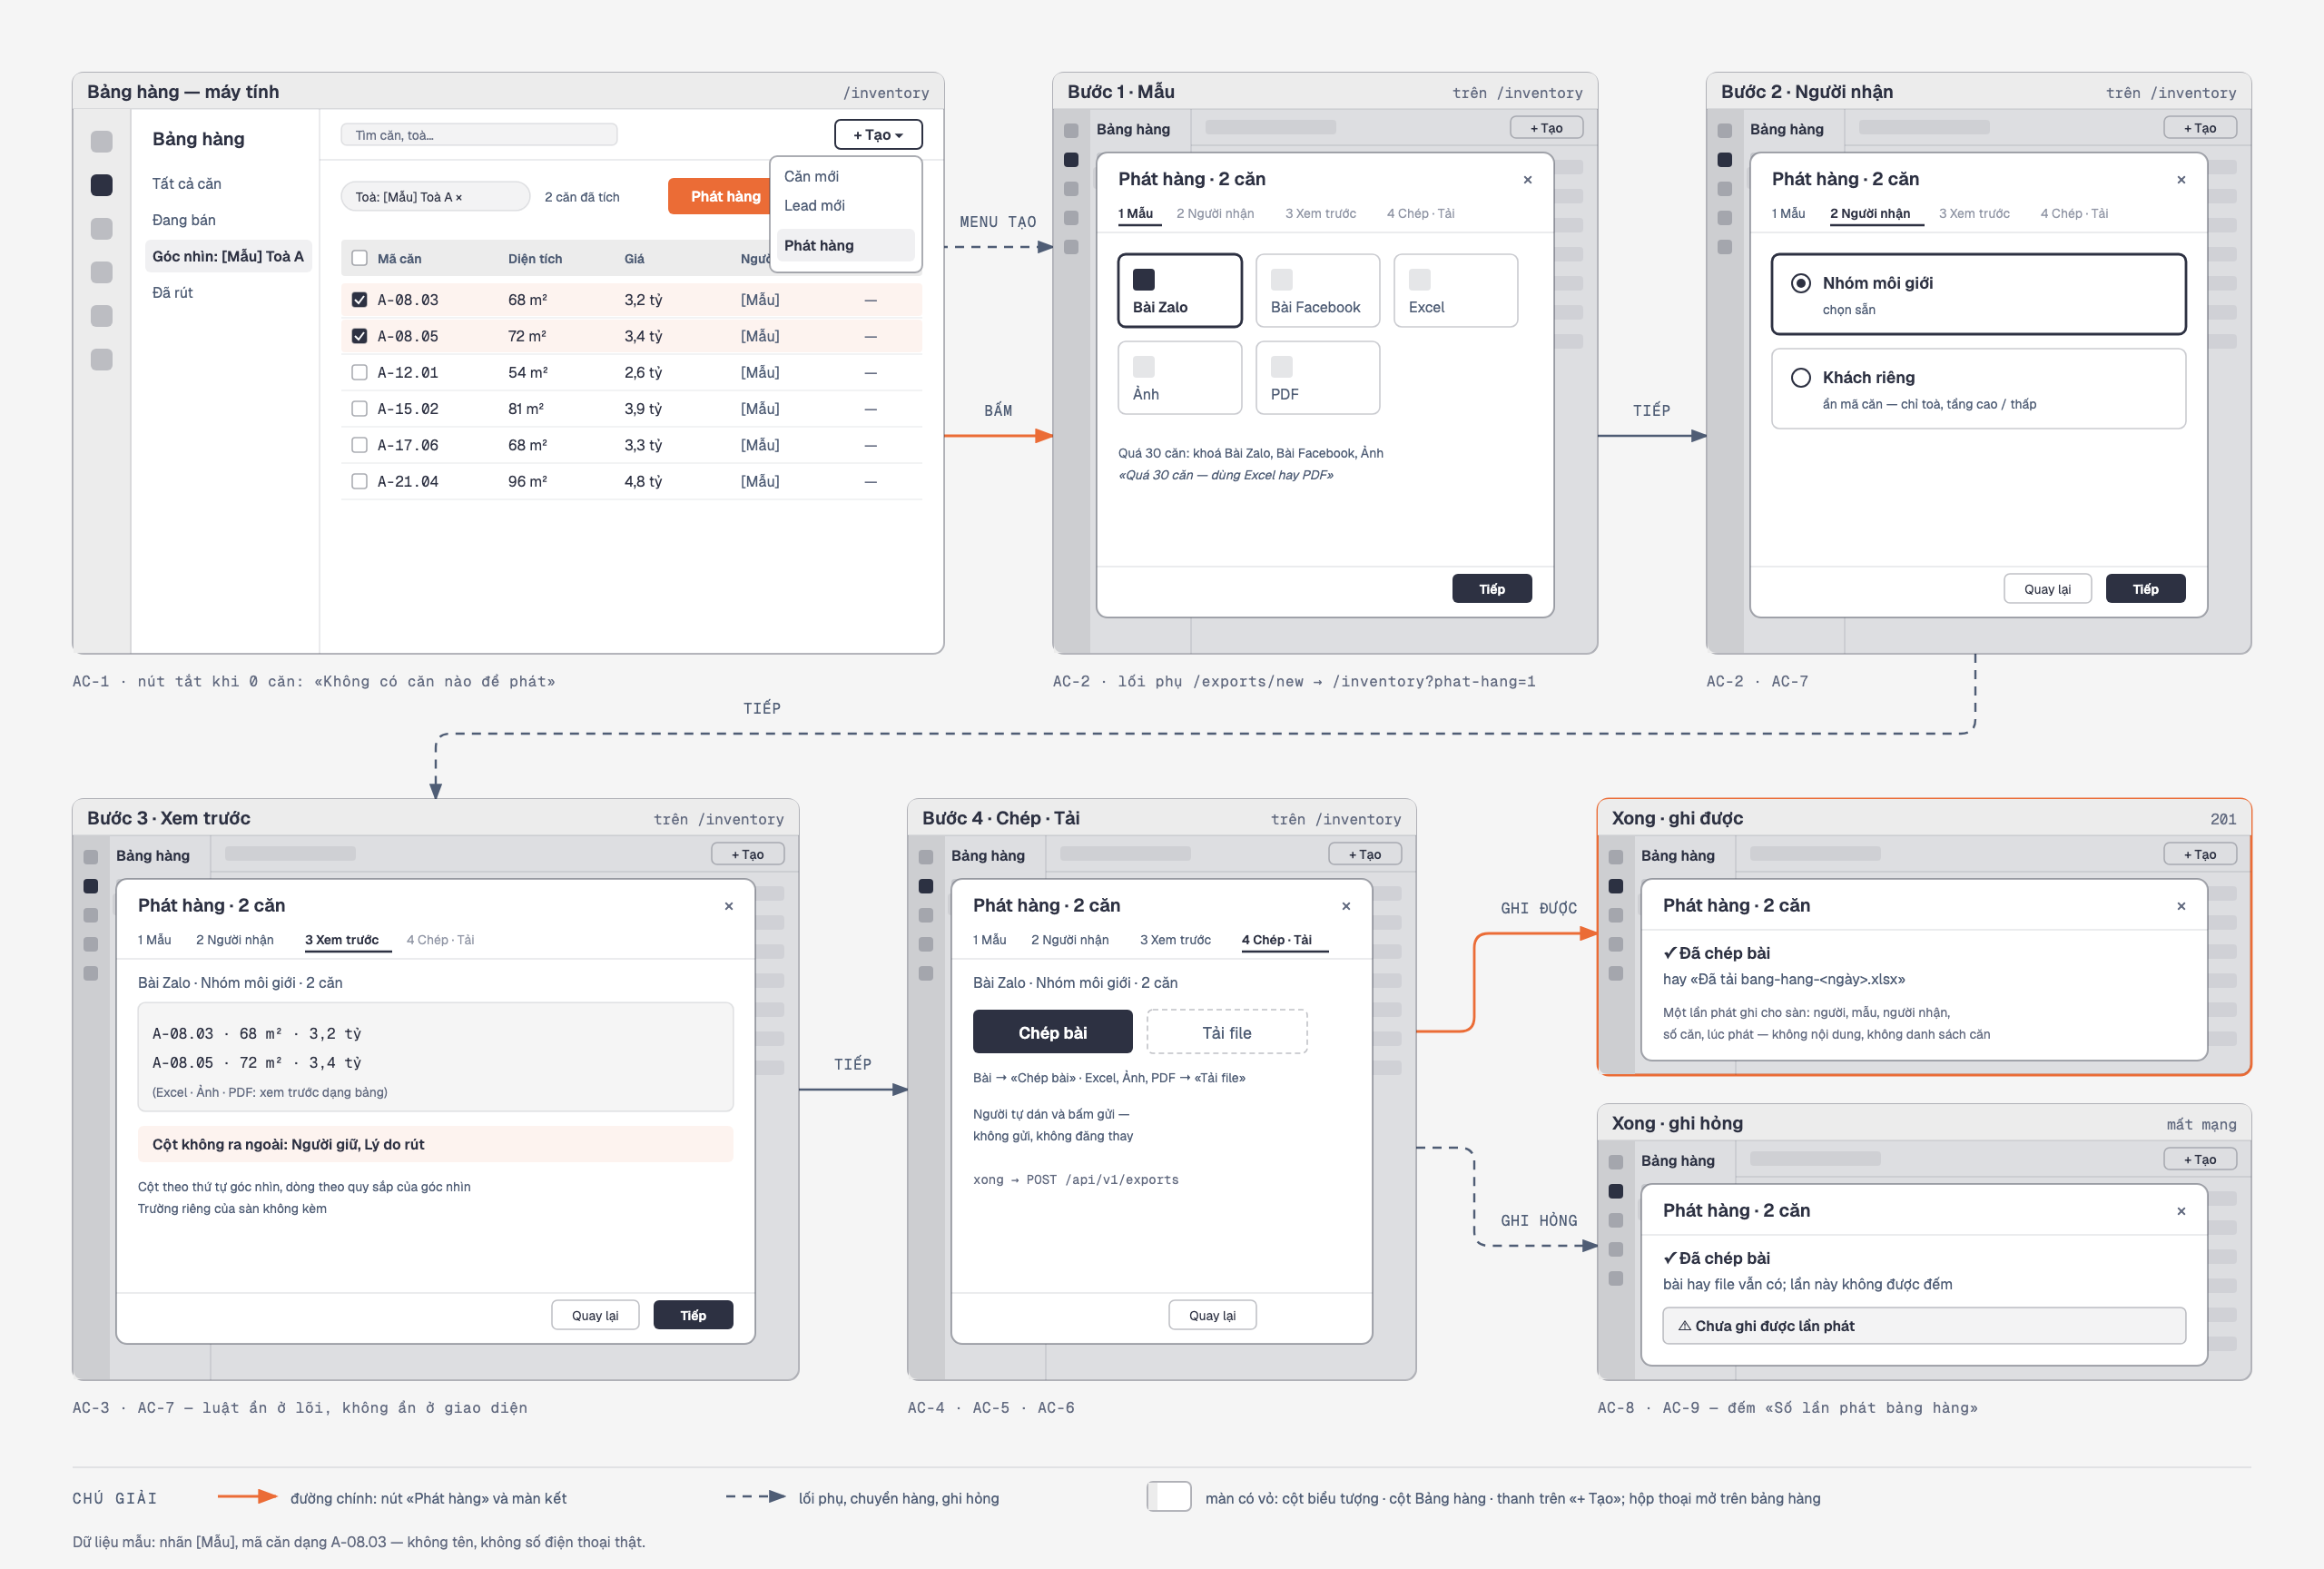 Bảng hàng — máy tính
/inventory
Bảng hàng
Tất cả căn
Đang bán
Góc nhìn: [Mẫu] Toà A
Đã rút
Tìm căn, toà...
+ Tạo
Căn mới
Lead mới
Phát hàng
Toà: [Mẫu] Toà A ×
2 căn đã tích
Phát hàng
Mã căn Diện tích Giá
A-08.03 68 m² 3,2 tỷ [Mẫu] —
A-08.05 72 m² 3,4 tỷ [Mẫu] —
A-12.01 54 m² 2,6 tỷ [Mẫu] —
A-15.02 81 m² 3,9 tỷ [Mẫu] —
A-17.06 68 m² 3,3 tỷ [Mẫu] —
A-21.04 96 m² 4,8 tỷ [Mẫu] —
AC-1 · nút tắt khi 0 căn: «Không có căn nào để phát»
MENU TẠO
BẤM
Bước 1 · Mẫu
trên /inventory
Bảng hàng
+ Tạo
Phát hàng · 2 căn ×
1 Mẫu 2 Người nhận 3 Xem trước 4 Chép · Tải
Bài Zalo
Bài Facebook
Excel
Ảnh
PDF
Quá 30 căn: khoá Bài Zalo, Bài Facebook, Ảnh
«Quá 30 căn — dùng Excel hay PDF»
Tiếp
AC-2 · lối phụ /exports/new → /inventory?phat-hang=1
TIẾP
Bước 2 · Người nhận
trên /inventory
Bảng hàng
+ Tạo
Phát hàng · 2 căn ×
1 Mẫu 2 Người nhận 3 Xem trước 4 Chép · Tải
Nhóm môi giới
chọn sẵn
Khách riêng
ẩn mã căn — chỉ toà, tầng cao / thấp
Quay lại
Tiếp
AC-2 · AC-7
TIẾP
Bước 3 · Xem trước
trên /inventory
Bảng hàng
+ Tạo
Phát hàng · 2 căn ×
1 Mẫu 2 Người nhận 3 Xem trước 4 Chép · Tải
Bài Zalo · Nhóm môi giới · 2 căn
A-08.03 · 68 m² · 3,2 tỷ
A-08.05 · 72 m² · 3,4 tỷ
(Excel · Ảnh · PDF: xem trước dạng bảng)
Cột không ra ngoài: Người giữ, Lý do rút
Cột theo thứ tự góc nhìn, dòng theo quy sắp của góc nhìn
Trường riêng của sàn không kèm
Quay lại
Tiếp
AC-3 · AC-7 — luật ẩn ở lõi, không ẩn ở giao diện
TIẾP
Bước 4 · Chép · Tải
trên /inventory
Bảng hàng
+ Tạo
Phát hàng · 2 căn ×
1 Mẫu 2 Người nhận 3 Xem trước 4 Chép · Tải
Bài Zalo · Nhóm môi giới · 2 căn
Chép bài
Tải file
Bài → «Chép bài» · Excel, Ảnh, PDF → «Tải file»
Người tự dán và bấm gửi —
không gửi, không đăng thay
xong → POST /api/v1/exports
Quay lại
AC-4 · AC-5 · AC-6
GHI ĐƯỢC
GHI HỎNG
Xong · ghi được
201
Bảng hàng
+ Tạo
Phát hàng · 2 căn ×
✓ Đã chép bài
hay «Đã tải bang-hang-<ngày>.xlsx»
Một lần phát ghi cho sàn: người, mẫu, người nhận,
số căn, lúc phát — không nội dung, không danh sách căn
Xong · ghi hỏng
mất mạng
Bảng hàng
+ Tạo
Phát hàng · 2 căn ×
✓ Đã chép bài
bài hay file vẫn có; lần này không được đếm
⚠ Chưa ghi được lần phát
AC-8 · AC-9 — đếm «Số lần phát bảng hàng»
CHÚ GIẢI
đường chính: nút «Phát hàng» và màn kết
lối phụ, chuyển hàng, ghi hỏng
màn có vỏ: cột biểu tượng · cột Bảng hàng · thanh trên «+ Tạo»; hộp thoại mở trên bảng hàng
Dữ liệu mẫu: nhãn [Mẫu], mã căn dạng A-08.03 — không tên, không số điện thoại thật.